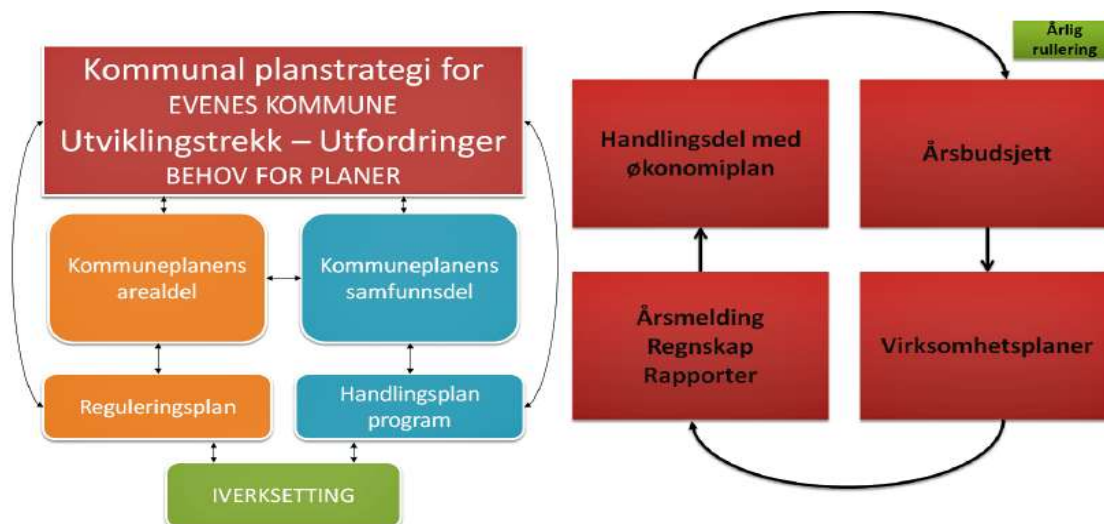 Kommunal planstrategi for
EVENES KOMMUNE
Utviklingstrekk – Utfordringer
BEHOV FOR PLANER
Kommuneplanens
arealdel
Kommuneplanens
samfunnsdel
Reguleringsplan
Handlingsplan
program
IVERKSETTING
Årlig
rullering
Handlingsdel med
økonomiplan
Årsbudsjett
Årsmelding
Regnskap
Rapporter
Virksomhetsplaner